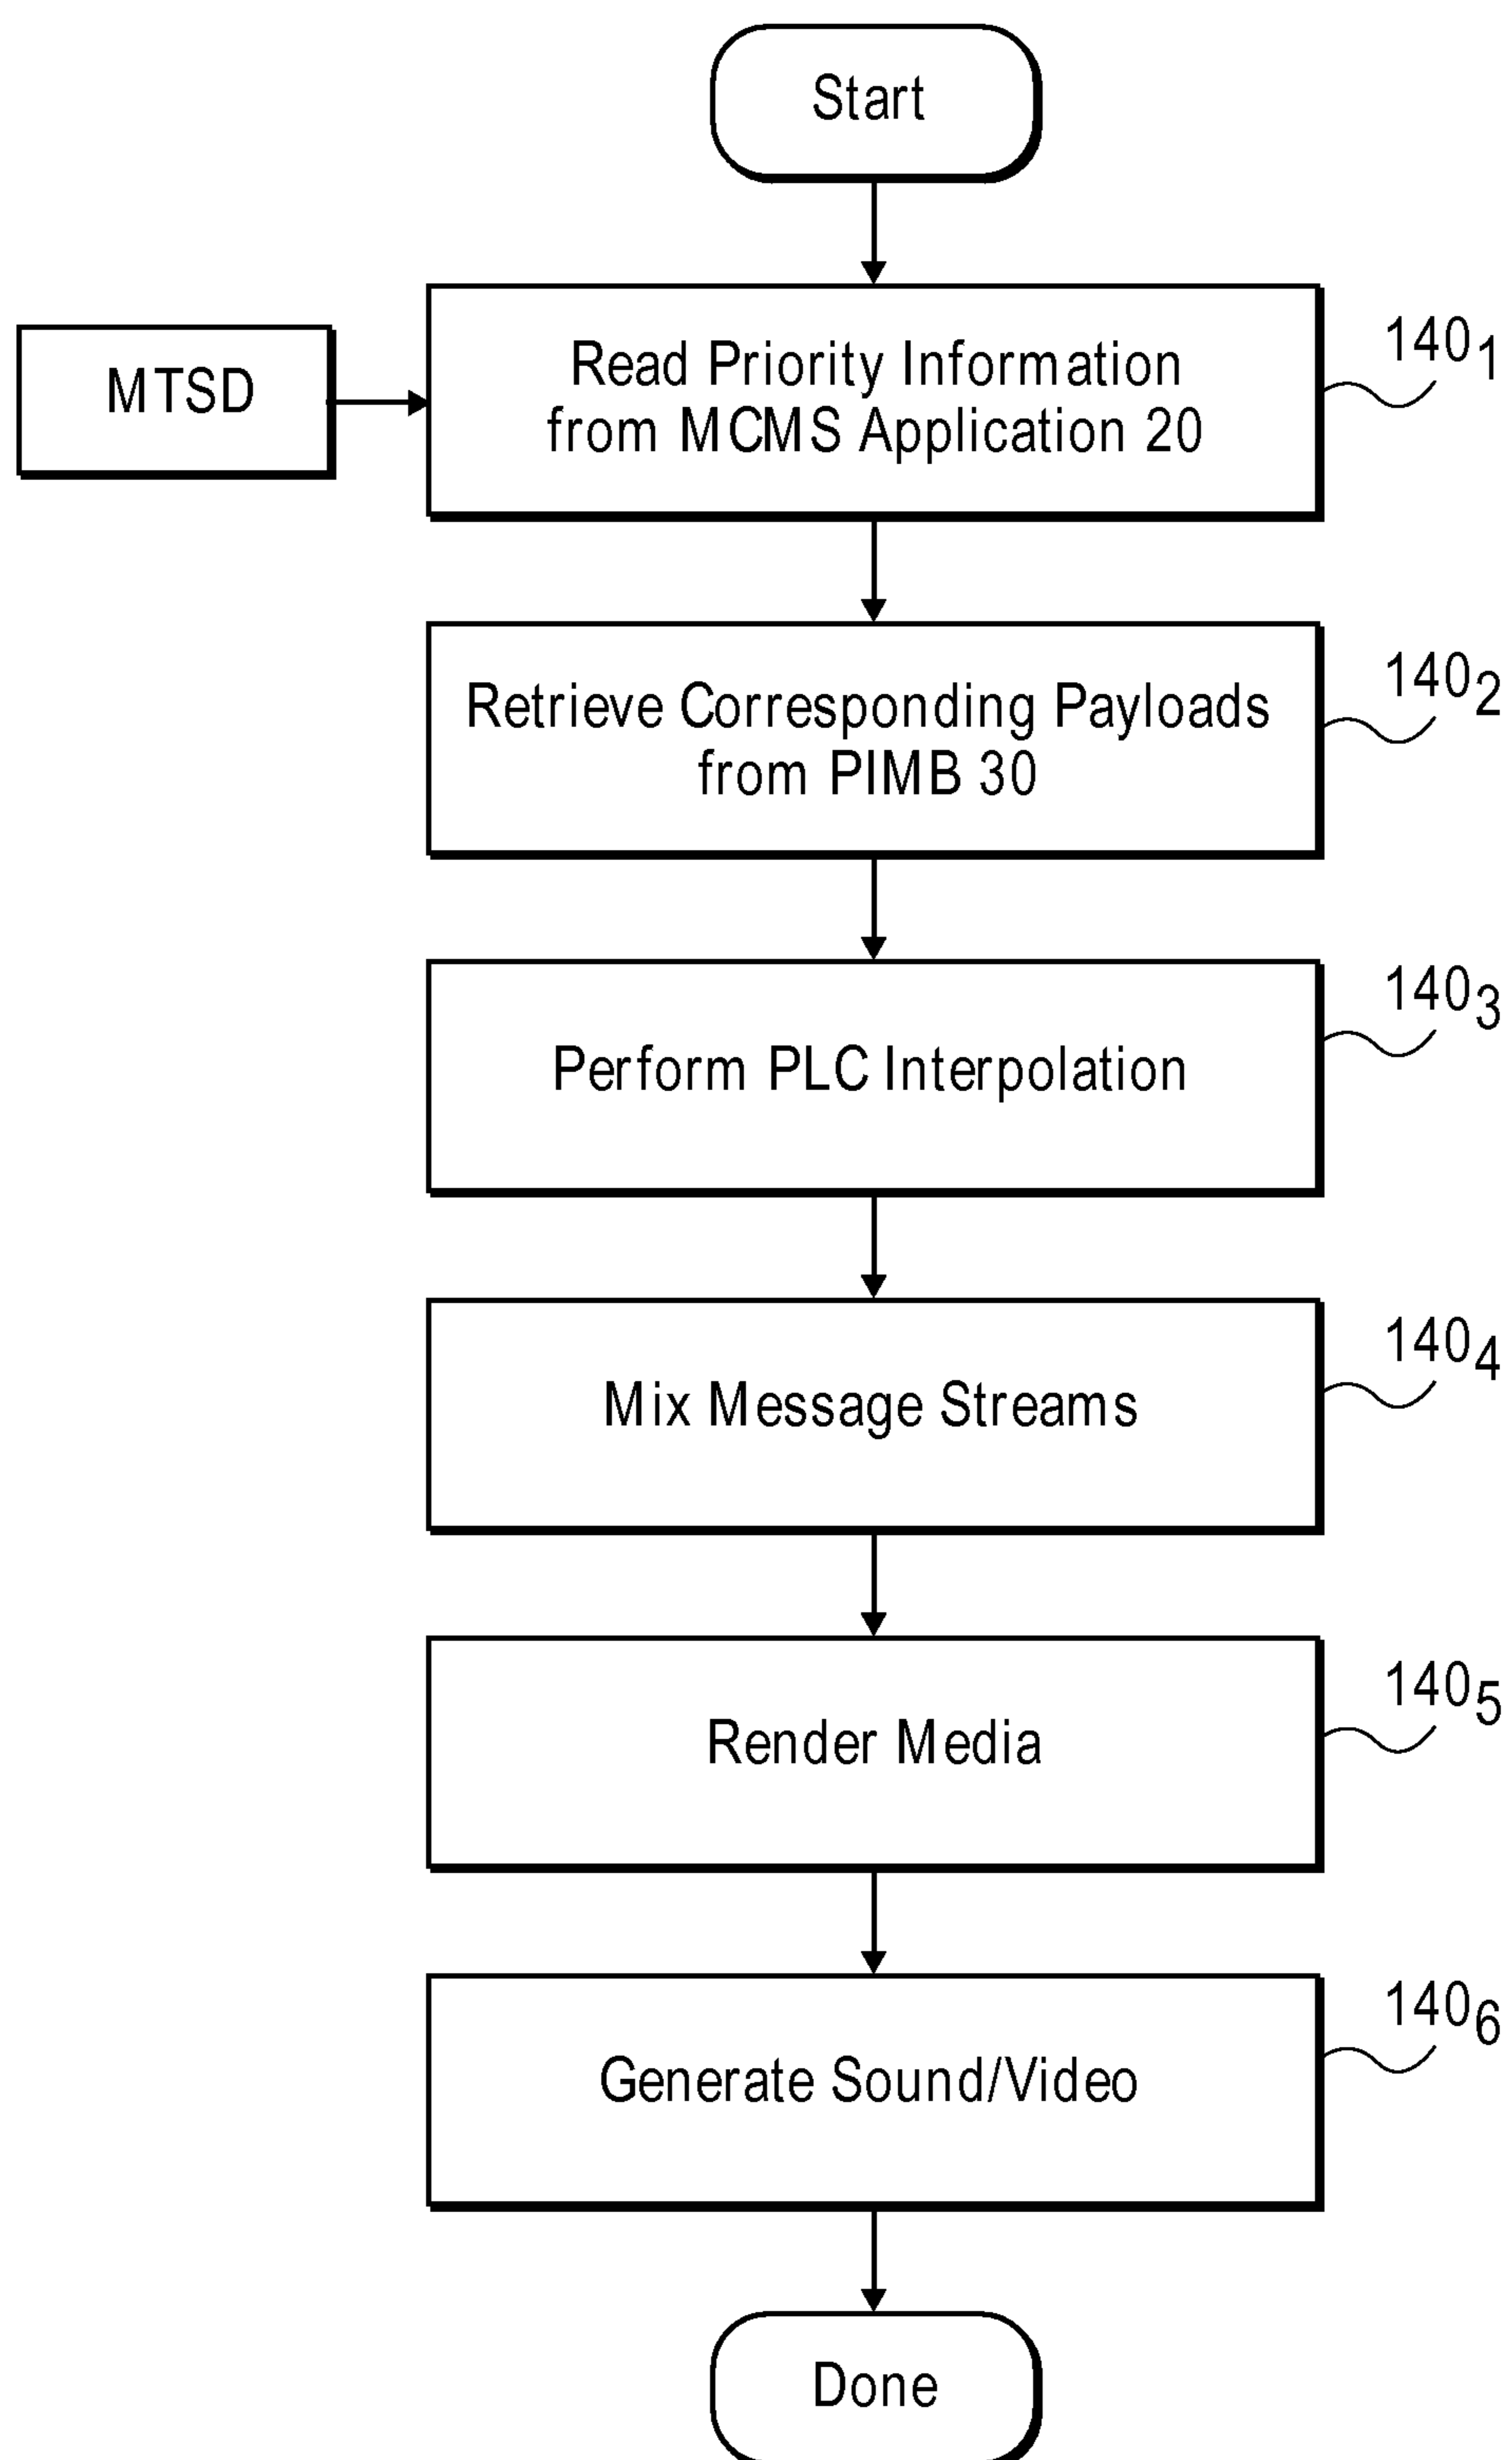 Start
MTSD
Read Priority Information
from MCMS Application 20
140₁
Retrieve Corresponding Payloads
from PIMB 30
140₂
Perform PLC Interpolation
140₃
Mix Message Streams
140₄
Render Media
140₅
Generate Sound/Video
140₆
Done